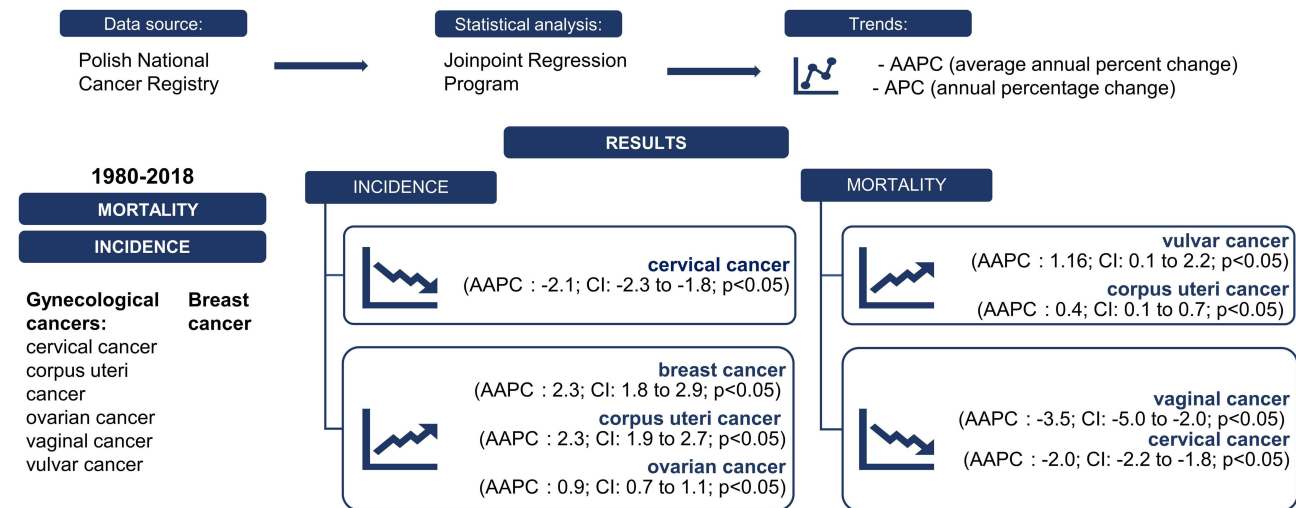 Data source:
Polish National
Cancer Registry
Statistical analysis:
Joinpoint Regression
Program
Trends:
- AAPC (average annual percent change)
- APC (annual percentage change)
RESULTS
1980-2018
MORTALITY
INCIDENCE
Gynecological
cancers:
cervical cancer
corpus uteri
cancer
ovarian cancer
vaginal cancer
vulvar cancer
Breast
cancer
INCIDENCE
cervical cancer
(AAPC : -2.1; CI: -2.3 to -1.8; p<0.05)
breast cancer
(AAPC : 2.3; CI: 1.8 to 2.9; p<0.05)
corpus uteri cancer
(AAPC : 2.3; CI: 1.9 to 2.7; p<0.05)
ovarian cancer
(AAPC : 0.9; CI: 0.7 to 1.1; p<0.05)
MORTALITY
vulvar cancer
(AAPC : 1.16; CI: 0.1 to 2.2; p<0.05)
corpus uteri cancer
(AAPC : 0.4; CI: 0.1 to 0.7; p<0.05)
vaginal cancer
(AAPC : -3.5; CI: -5.0 to -2.0; p<0.05)
cervical cancer
(AAPC : -2.0; CI: -2.2 to -1.8; p<0.05)